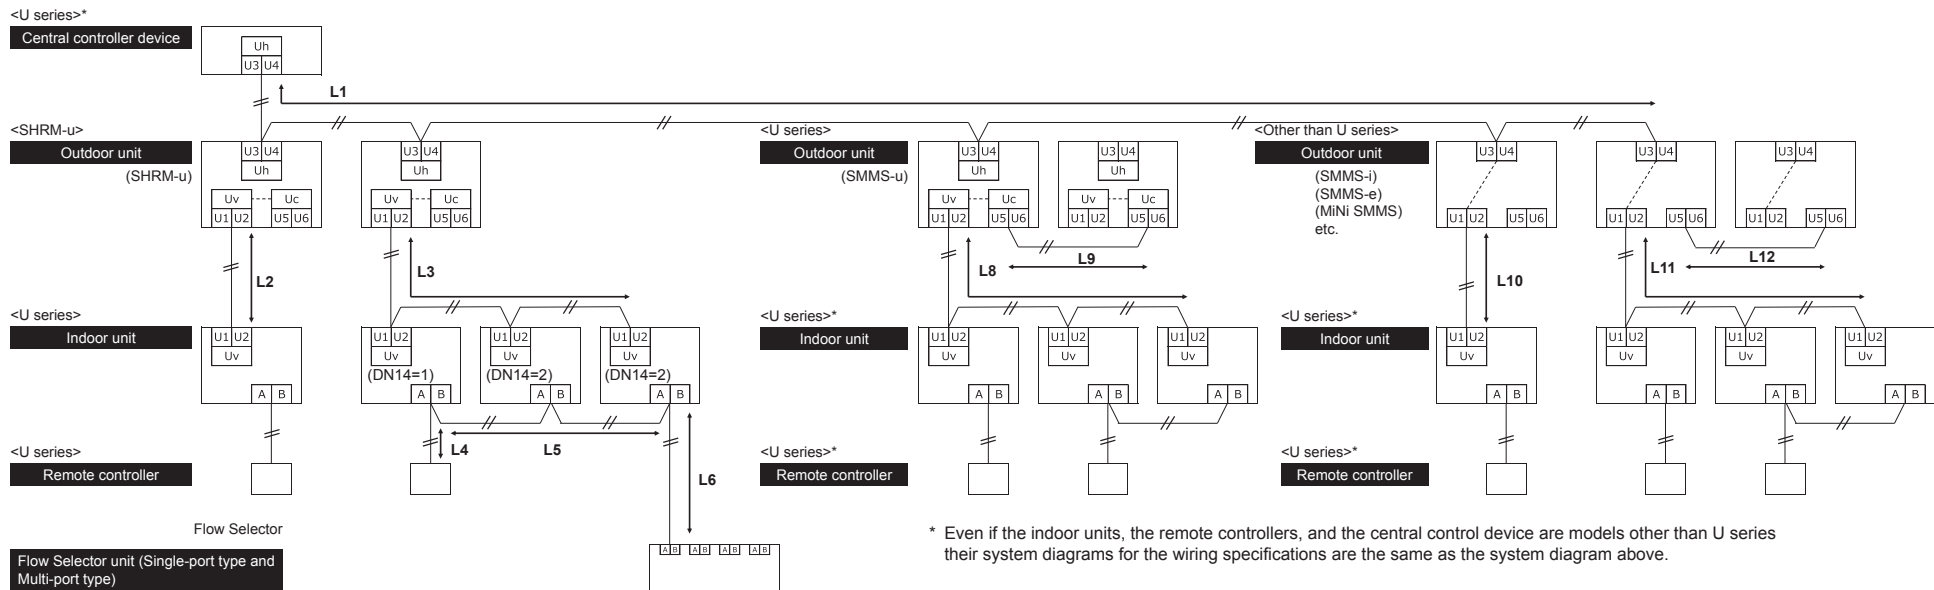 <U series>*
Central controller device
Uh
U3 U4
L1
<SHRM-u>
Outdoor unit
(SHRM-u)
U3 U4
Uh
Uv
Uc
U1 U2
U5 U6
U3 U4
Uh
Uv
Uc
U1 U2
U5 U6
<U series>
Outdoor unit
(SMMS-u)
U3 U4
Uh
Uv
Uc
U1 U2
U5 U6
U3 U4
Uh
Uv
Uc
U1 U2
U5 U6
<Other than U series>
Outdoor unit
(SMMS-i)
(SMMS-e)
(MiNi SMMS)
etc.
U3 U4
U1 U2
U5 U6
U3 U4
U1 U2
U5 U6
U3 U4
U1 U2
U5 U6
L2
L3
L8
L9
L10
L11
L12
<U series>
Indoor unit
U1 U2
Uv
A B
U1 U2
Uv
(DN14=1)
A B
U1 U2
Uv
(DN14=2)
A B
U1 U2
Uv
(DN14=2)
A B
<U series>*
Indoor unit
U1 U2
Uv
A B
U1 U2
Uv
A B
U1 U2
Uv
A B
<U series>*
Indoor unit
U1 U2
Uv
A B
U1 U2
Uv
A B
U1 U2
Uv
A B
U1 U2
Uv
A B
L4
L5
L6
<U series>
Remote controller
<U series>*
Remote controller
<U series>*
Remote controller
Flow Selector
Flow Selector unit (Single-port type and
Multi-port type)
A B A B A B A B
* Even if the indoor units, the remote controllers, and the central control device are models other than U series
their system diagrams for the wiring specifications are the same as the system diagram above.